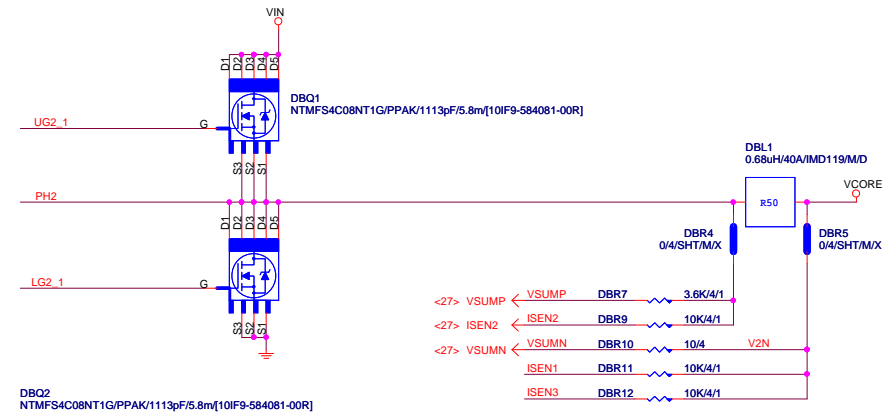 VIN
D1
D2
D3
D4
D5
DBQ1
NTMFS4C08NT1G/PPAK/1113pF/5.8m/[10IF9-584081-00R]
UG2_1
G
S3
S2
S1
DBL1
0.68uH/40A/IMD119/M/D
PH2
R50
VCORE
D1
D2
D3
D4
D5
DBR4
0/4/SHT/M/X
DBR5
0/4/SHT/M/X
LG2_1
G
S3
S2
S1
<27> VSUMP VSUMP DBR7 3.6K/4/1
<27> ISEN2 ISEN2 DBR9 10K/4/1
<27> VSUMN VSUMN DBR10 10/4 V2N
ISEN1 DBR11 10K/4/1
ISEN3 DBR12 10K/4/1
DBQ2
NTMFS4C08NT1G/PPAK/1113pF/5.8m/[10IF9-584081-00R]